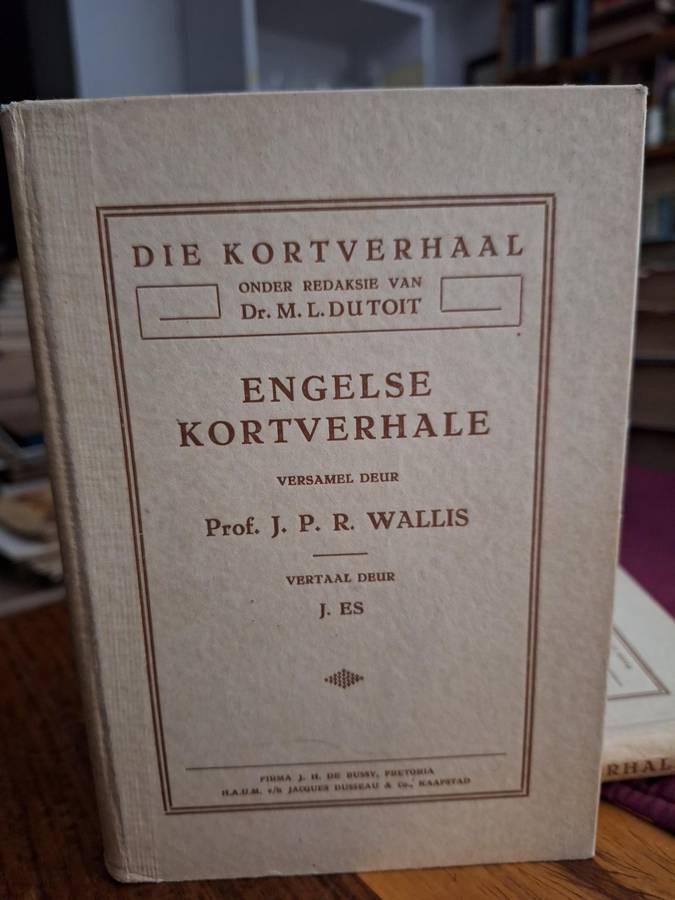 DIE KORTVERHAAL
ONDER REDAKSIE VAN
Dr. M. L. DU TOIT
ENGELSE
KORTVERHALE
VERSAMEL DEUR
Prof. J. P. R. WALLIS
VERTAAL DEUR
J. ES
FIRMA J. H. DE BUSSY, PRETORIA
H.A.U.M. v/h JACQUES DUSSEAU & Co., KAAPSTAD
RHAL